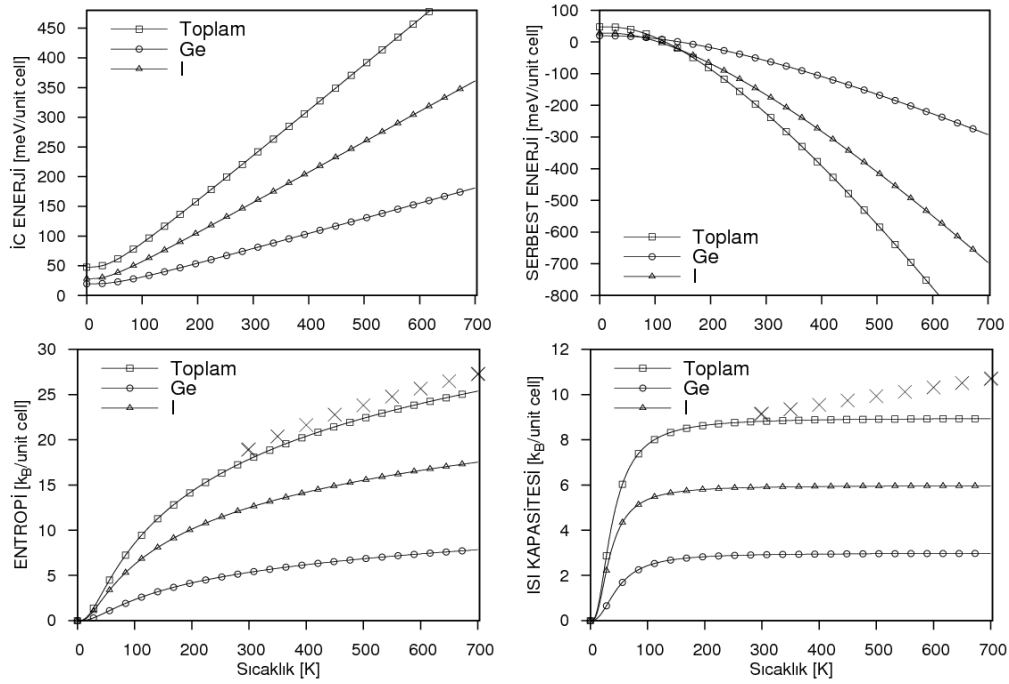 İC ENERJİ [meV/unit cell]
450
400
350
300
250
200
150
100
50
0
Toplam
Ge
I
0 100 200 300 400 500 600 700
SERBEST ENERJİ [meV/unit cell]
100
0
-100
-200
-300
-400
-500
-600
-700
-800
Toplam
Ge
I
0 100 200 300 400 500 600 700
ENTROPİ [kB/unit cell]
30
25
20
15
10
5
0
Toplam
Ge
I
0 100 200 300 400 500 600 700
Sıcaklık [K]
ISI KAPASİTESİ [kB/unit cell]
12
10
8
6
4
2
0
Toplam
Ge
I
0 100 200 300 400 500 600 700
Sıcaklık [K]